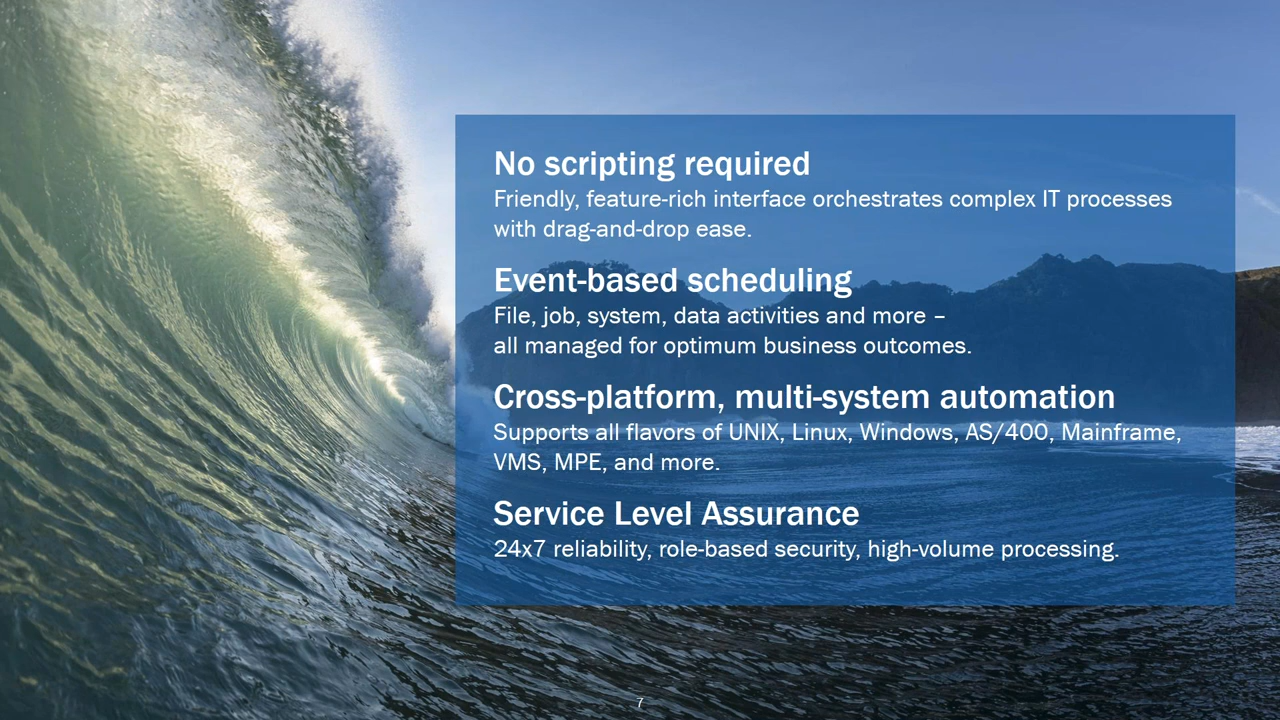 No scripting required
Friendly, feature-rich interface orchestrates complex IT processes
with drag-and-drop ease.
Event-based scheduling
File, job, system, data activities and more –
all managed for optimum business outcomes.
Cross-platform, multi-system automation
Supports all flavors of UNIX, Linux, Windows, AS/400, Mainframe,
VMS, MPE, and more.
Service Level Assurance
24x7 reliability, role-based security, high-volume processing.
7